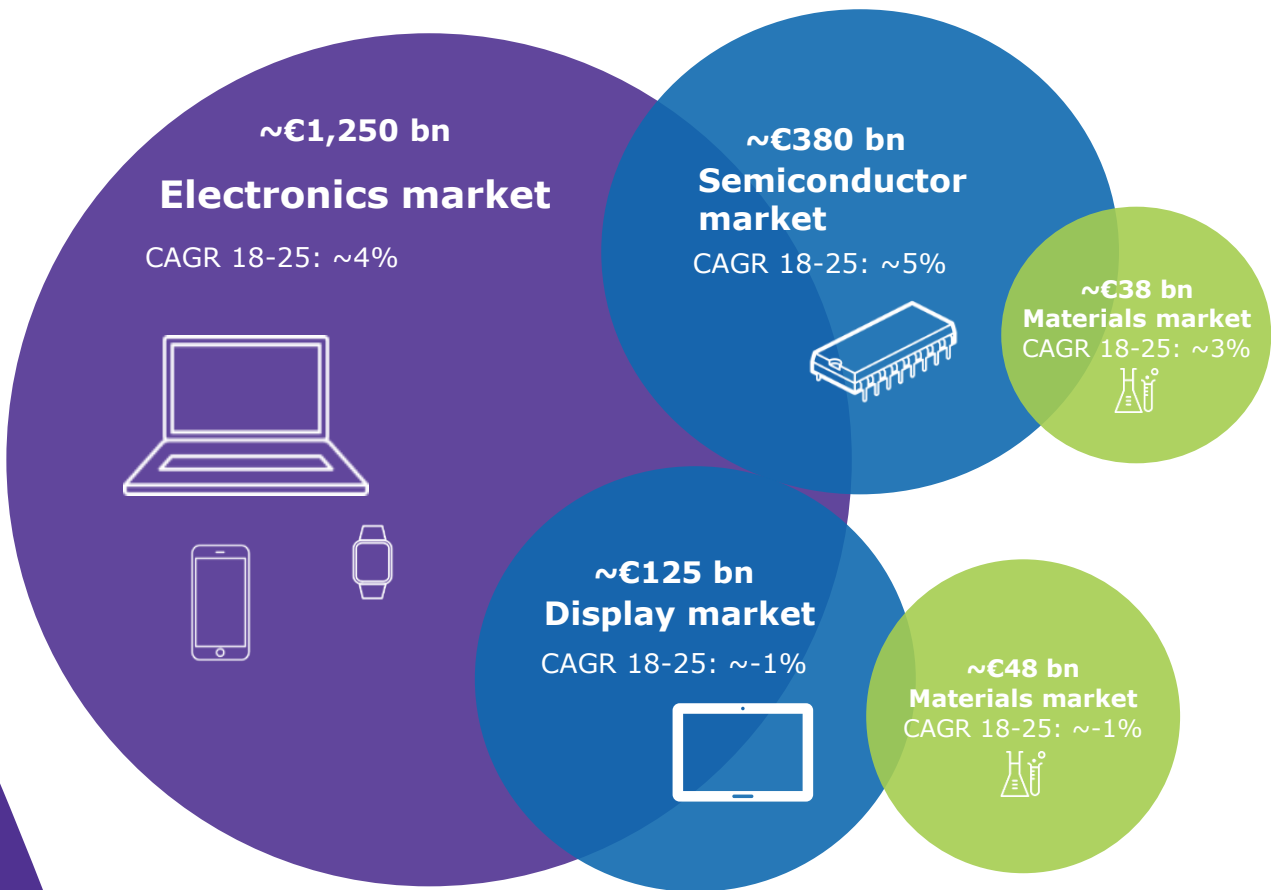 ~€1,250 bn
Electronics market
CAGR 18-25: ~4%
~€380 bn
Semiconductor
market
CAGR 18-25: ~5%
~€38 bn
Materials market
CAGR 18-25: ~3%
~€125 bn
Display market
CAGR 18-25: ~-1%
~€48 bn
Materials market
CAGR 18-25: ~-1%